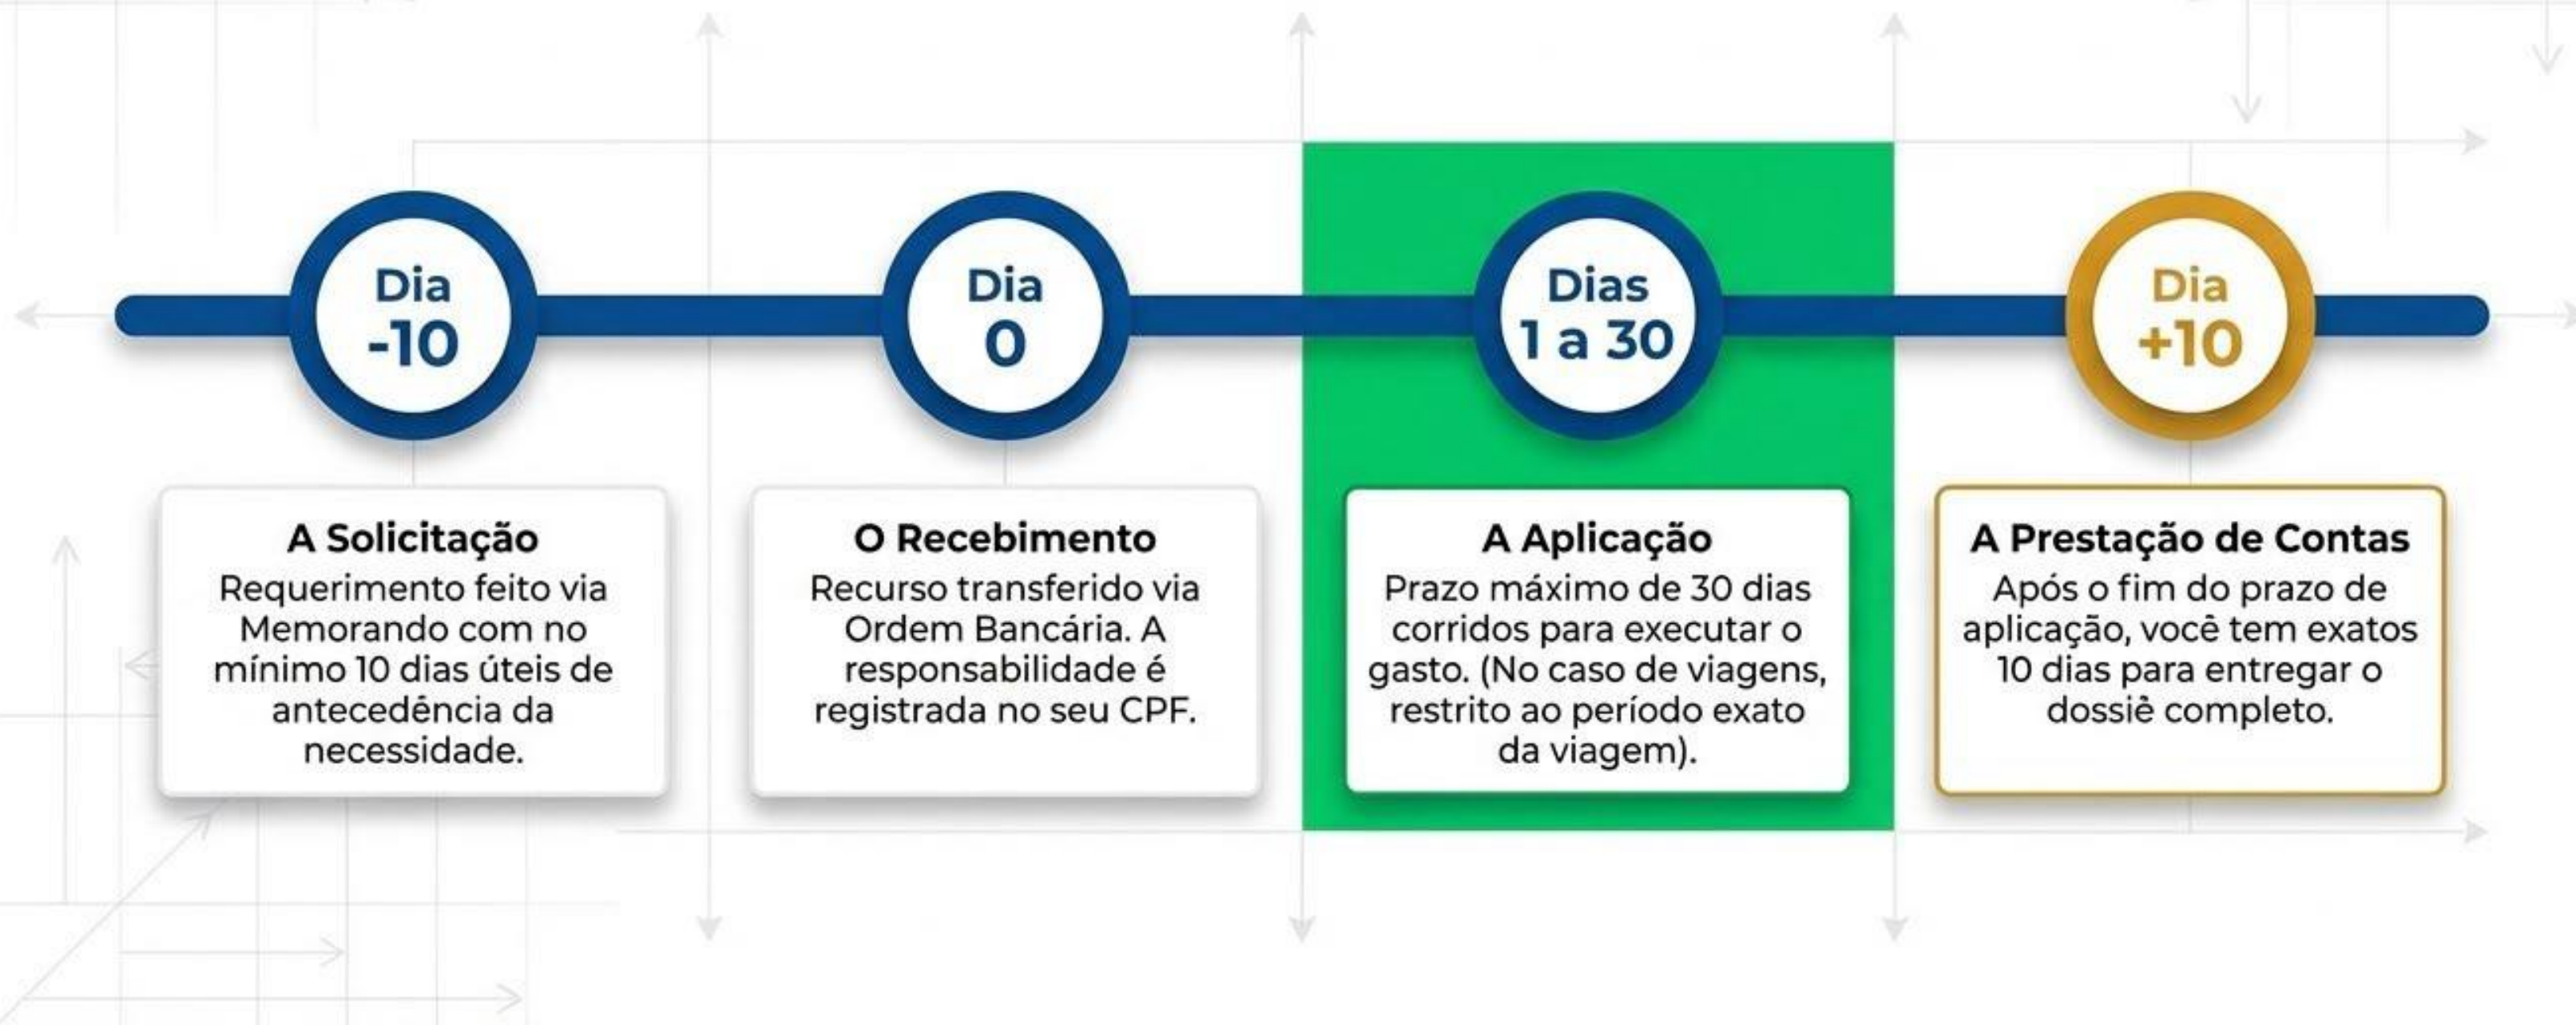 Dia
-10
Dia
0
Dias
1 a 30
Dia
+10
A Solicitação
Requerimento feito via
Memorando com no
mínimo 10 dias úteis de
antecedência da
necessidade.
O Recebimento
Recurso transferido via
Ordem Bancária. A
responsabilidade é
registrada no seu CPF.
A Aplicação
Prazo máximo de 30 dias
corridos para executar o
gasto. (No caso de viagens,
restrito ao período exato
da viagem).
A Prestação de Contas
Após o fim do prazo de
aplicação, você tem exatos
10 dias para entregar o
dossiê completo.